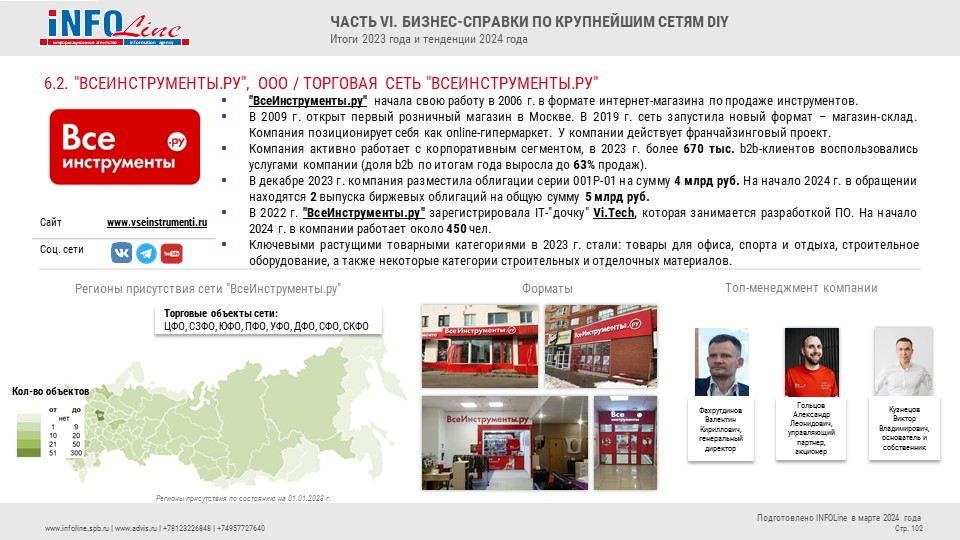 INFOLine
информационное агентство information agency
ЧАСТЬ VI. БИЗНЕС-СПРАВКИ ПО КРУПНЕЙШИМ СЕТЯМ DIY
Итоги 2023 года и тенденции 2024 года
6.2. "ВСЕИНСТРУМЕНТЫ.РУ", ООО / ТОРГОВАЯ СЕТЬ "ВСЕИНСТРУМЕНТЫ.РУ"
Все
.РУ
инструменты
Сайт www.vseinstrumenti.ru
Соц. сети
▪ "ВсеИнструменты.ру" начала свою работу в 2006 г. в формате интернет-магазина по продаже инструментов.
▪ В 2009 г. открыт первый розничный магазин в Москве. В 2019 г. сеть запустила новый формат – магазин-склад.
Компания позиционирует себя как online-гипермаркет. У компании действует франчайзинговый проект.
▪ Компания активно работает с корпоративным сегментом, в 2023 г. более 670 тыс. b2b-клиентов воспользовались
услугами компании (доля b2b по итогам года выросла до 63% продаж).
▪ В декабре 2023 г. компания разместила облигации серии 001Р-01 на сумму 4 млрд руб. На начало 2024 г. в обращении
находятся 2 выпуска биржевых облигаций на общую сумму 5 млрд руб.
▪ В 2022 г. "ВсеИнструменты.ру" зарегистрировала IT-"дочку" Vi.Tech, которая занимается разработкой ПО. На начало
2024 г. в компании работает около 450 чел.
▪ Ключевыми растущими товарными категориями в 2023 г. стали: товары для офиса, спорта и отдыха, строительное
оборудование, а также некоторые категории строительных и отделочных материалов.
Регионы присутствия сети "ВсеИнструменты.ру"
Торговые объекты сети:
ЦФО, СЗФО, ЮФО, ПФО, УФО, ДФО, СФО, СКФО
Кол-во объектов
от до
нет
1 9
10 20
21 50
51 300
Регионы присутствия по состоянию на 01.01.2023 г.
Форматы
ВсеИнструменты.ру
ВсеИнструменты.РУ
ВсеИнструменты.ру
Все
инструменты
Топ-менеджмент компании
Фахрутдинов
Валентин
Кириллович,
генеральный
директор
Гольцов
Александр
Леонидович,
управляющий
партнер,
акционер
Кузнецов
Виктор
Владимирович,
основатель и
собственник
www.infoline.spb.ru | www.advis.ru | +78123226848 | +74957727640
Подготовлено INFOLine в марте 2024 года
Стр. 102